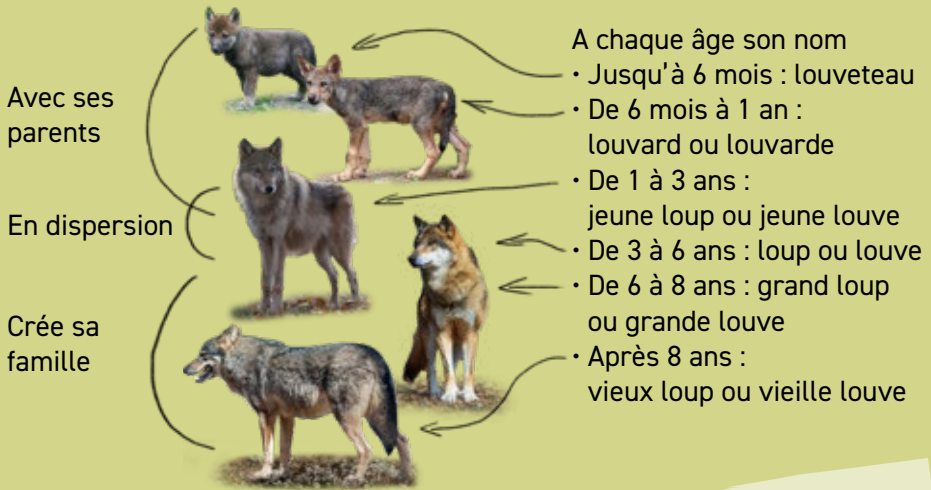 Avec ses
parents
En dispersion
Crée sa
famille
A chaque âge son nom
· Jusqu'à 6 mois : louveteau
· De 6 mois à 1 an :
louvard ou louvarde
· De 1 à 3 ans :
jeune loup ou jeune louve
· De 3 à 6 ans : loup ou louve
· De 6 à 8 ans : grand loup
ou grande louve
· Après 8 ans :
vieux loup ou vieille louve